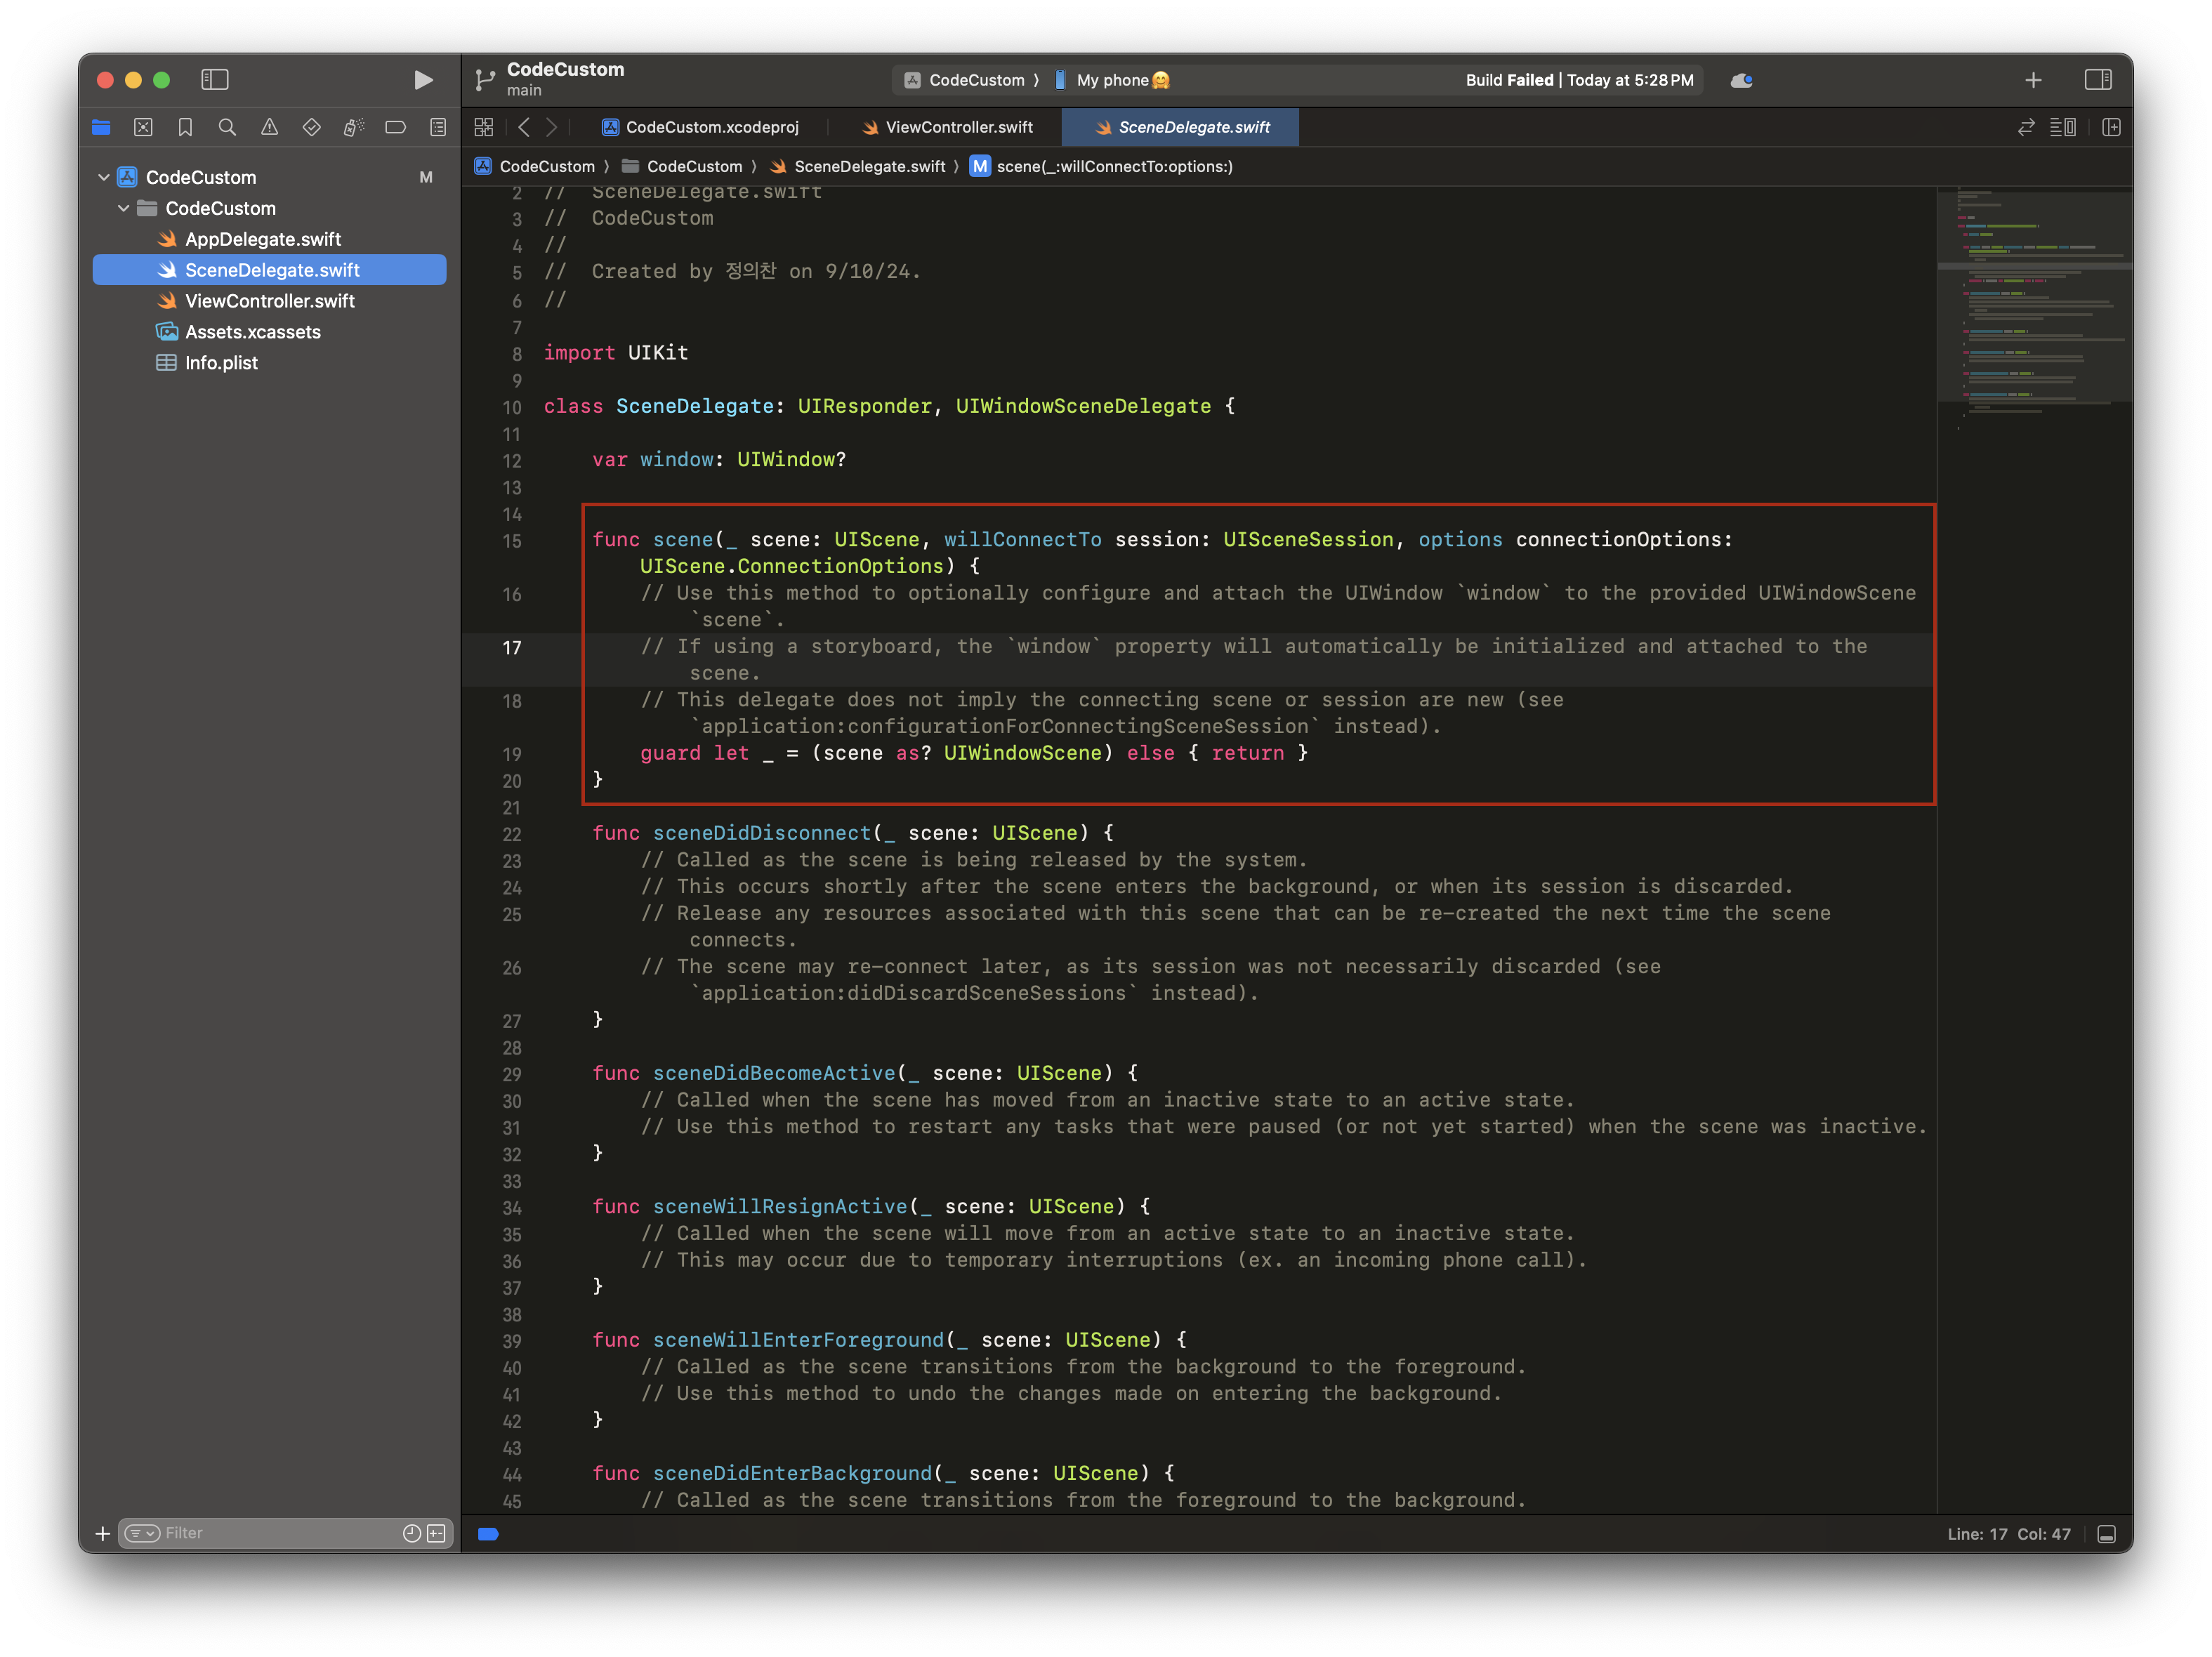 CodeCustom
main
CodeCustom 〉 My phone🤗 Build Failed | Today at 5:28 PM
CodeCustom.xcodeproj ViewController.swift SceneDelegate.swift
CodeCustom 〉 CodeCustom 〉 SceneDelegate.swift 〉 M scene(_:willConnectTo:options:)
CodeCustom M
CodeCustom
AppDelegate.swift
SceneDelegate.swift
ViewController.swift
Assets.xcassets
Info.plist
Filter
2 //  SceneDelegate.swift
3 //  CodeCustom
4 //
5 //  Created by 정의찬 on 9/10/24.
6 //
7
8 import UIKit
9
10 class SceneDelegate: UIResponder, UIWindowSceneDelegate {
11
12     var window: UIWindow?
13
14
15     func scene(_ scene: UIScene, willConnectTo session: UISceneSession, options connectionOptions:
UIScene.ConnectionOptions) {
16         // Use this method to optionally configure and attach the UIWindow `window` to the provided UIWindowScene
`scene`.
17         // If using a storyboard, the `window` property will automatically be initialized and attached to the
scene.
18         // This delegate does not imply the connecting scene or session are new (see
`application:configurationForConnectingSceneSession` instead).
19         guard let _ = (scene as? UIWindowScene) else { return }
20     }
21
22     func sceneDidDisconnect(_ scene: UIScene) {
23         // Called as the scene is being released by the system.
24         // This occurs shortly after the scene enters the background, or when its session is discarded.
25         // Release any resources associated with this scene that can be re-created the next time the scene
connects.
26         // The scene may re-connect later, as its session was not necessarily discarded (see
`application:didDiscardSceneSessions` instead).
27     }
28
29     func sceneDidBecomeActive(_ scene: UIScene) {
30         // Called when the scene has moved from an inactive state to an active state.
31         // Use this method to restart any tasks that were paused (or not yet started) when the scene was inactive.
32     }
33
34     func sceneWillResignActive(_ scene: UIScene) {
35         // Called when the scene will move from an active state to an inactive state.
36         // This may occur due to temporary interruptions (ex. an incoming phone call).
37     }
38
39     func sceneWillEnterForeground(_ scene: UIScene) {
40         // Called as the scene transitions from the background to the foreground.
41         // Use this method to undo the changes made on entering the background.
42     }
43
44     func sceneDidEnterBackground(_ scene: UIScene) {
45         // Called as the scene transitions from the foreground to the background.
Line: 17 Col: 47